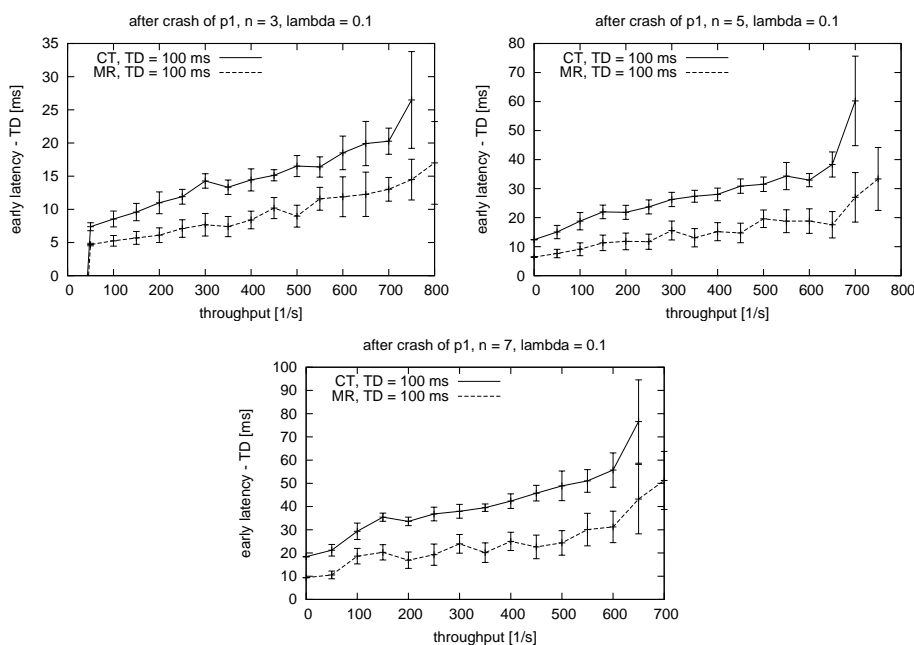 after crash of p1, n = 3, lambda = 0.1
early latency - TD [ms]
35
30
25
20
15
10
5
0
CT, TD = 100 ms
MR, TD = 100 ms
0 100 200 300 400 500 600 700 800
throughput [1/s]
after crash of p1, n = 5, lambda = 0.1
early latency - TD [ms]
80
70
60
50
40
30
20
10
0
CT, TD = 100 ms
MR, TD = 100 ms
0 100 200 300 400 500 600 700 800
throughput [1/s]
after crash of p1, n = 7, lambda = 0.1
early latency - TD [ms]
100
90
80
70
60
50
40
30
20
10
0
CT, TD = 100 ms
MR, TD = 100 ms
0 100 200 300 400 500 600 700
throughput [1/s]